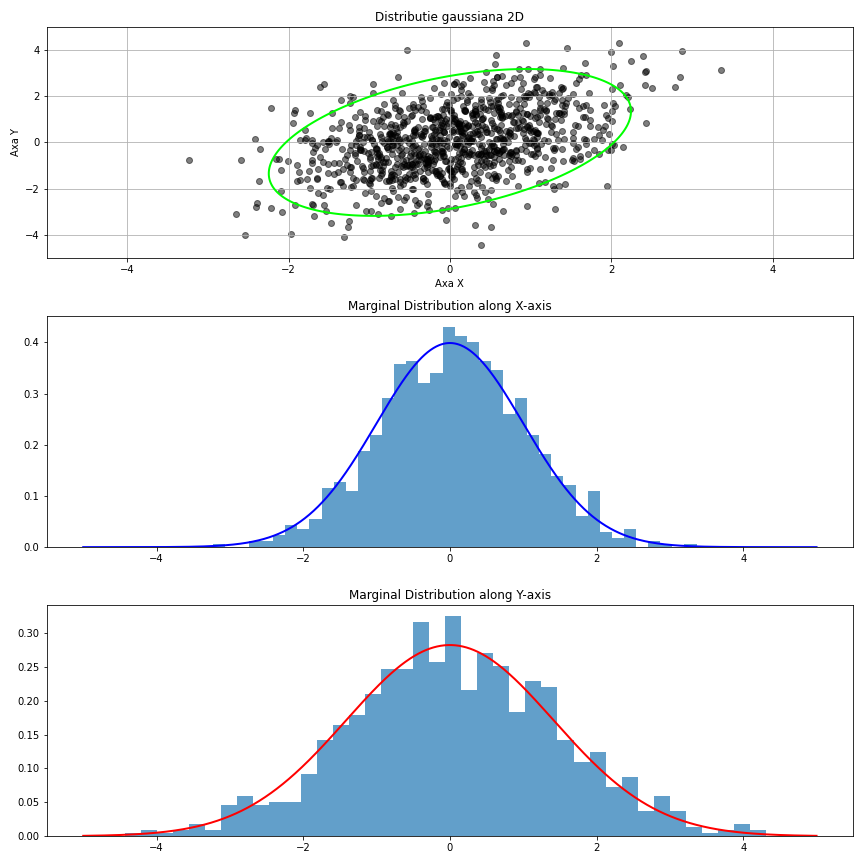 Distributie gaussiana 2D
4
2
0
−2
−4
Axa Y
−4 −2 0 2 4
Axa X
Marginal Distribution along X-axis
0.4
0.3
0.2
0.1
0.0
−4 −2 0 2 4
Marginal Distribution along Y-axis
0.30
0.25
0.20
0.15
0.10
0.05
0.00
−4 −2 0 2 4